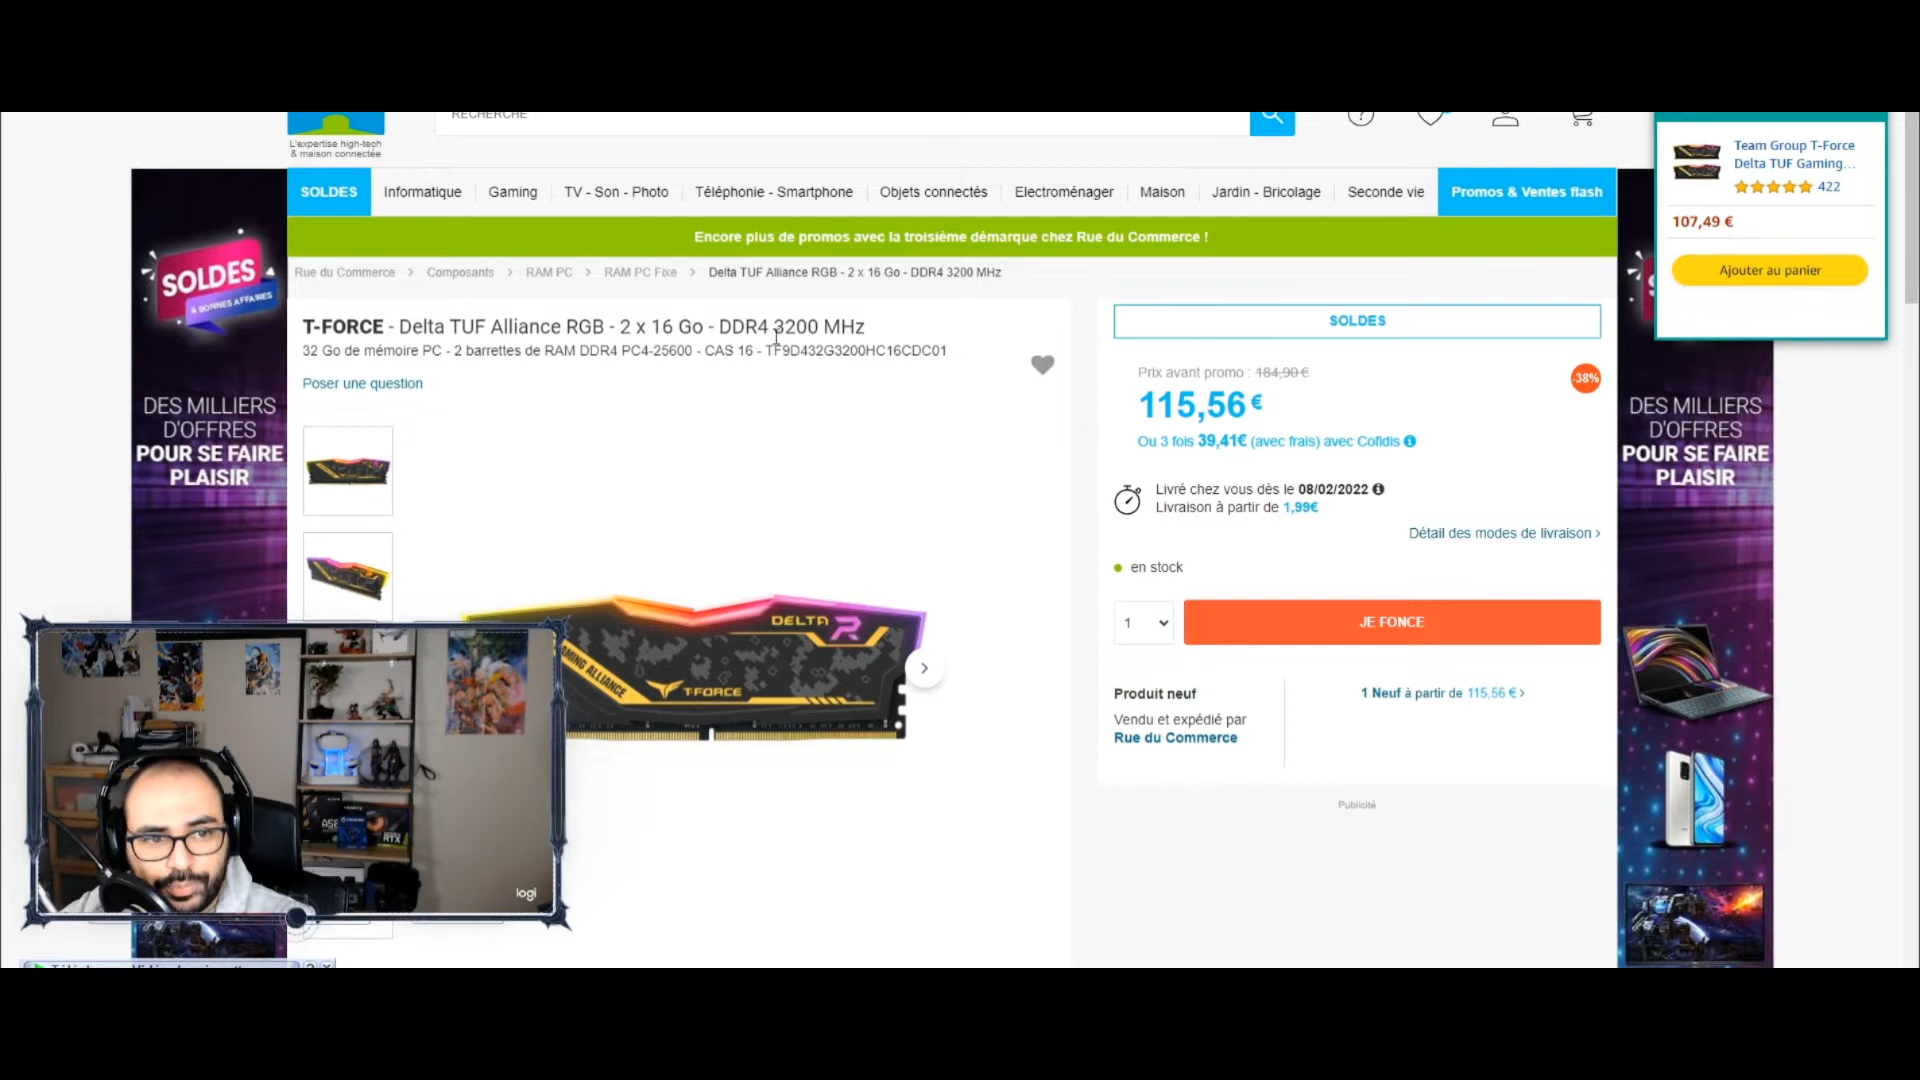 RECHERCHE
L'expertise high-tech
& maison connectée
SOLDES Informatique Gaming TV - Son - Photo Téléphonie - Smartphone Objets connectés Electroménager Maison Jardin - Bricolage Seconde vie Promos & Ventes flash
Encore plus de promos avec la troisième démarque chez Rue du Commerce !
Rue du Commerce > Composants > RAM PC > RAM PC Fixe > Delta TUF Alliance RGB - 2 x 16 Go - DDR4 3200 MHz
T-FORCE - Delta TUF Alliance RGB - 2 x 16 Go - DDR4 3200 MHz
32 Go de mémoire PC - 2 barrettes de RAM DDR4 PC4-25600 - CAS 16 - TF9D432G3200HC16CDC01
Poser une question
SOLDES
& BONNES AFFAIRES
DES MILLIERS
D'OFFRES
POUR SE FAIRE
PLAISIR
DELTA R
GAMING ALLIANCE
T-FORCE
logi
RTX
SOLDES
Prix avant promo : 184,90 €
-38%
115,56 €
Ou 3 fois 39,41€ (avec frais) avec Cofidis
Livré chez vous dès le 08/02/2022
Livraison à partir de 1,99€
Détail des modes de livraison >
en stock
1
JE FONCE
Produit neuf
Vendu et expédié par
Rue du Commerce
1 Neuf à partir de 115,56 € >
Publicité
Team Group T-Force
Delta TUF Gaming...
422
107,49 €
Ajouter au panier
DES MILLIERS
D'OFFRES
POUR SE FAIRE
PLAISIR